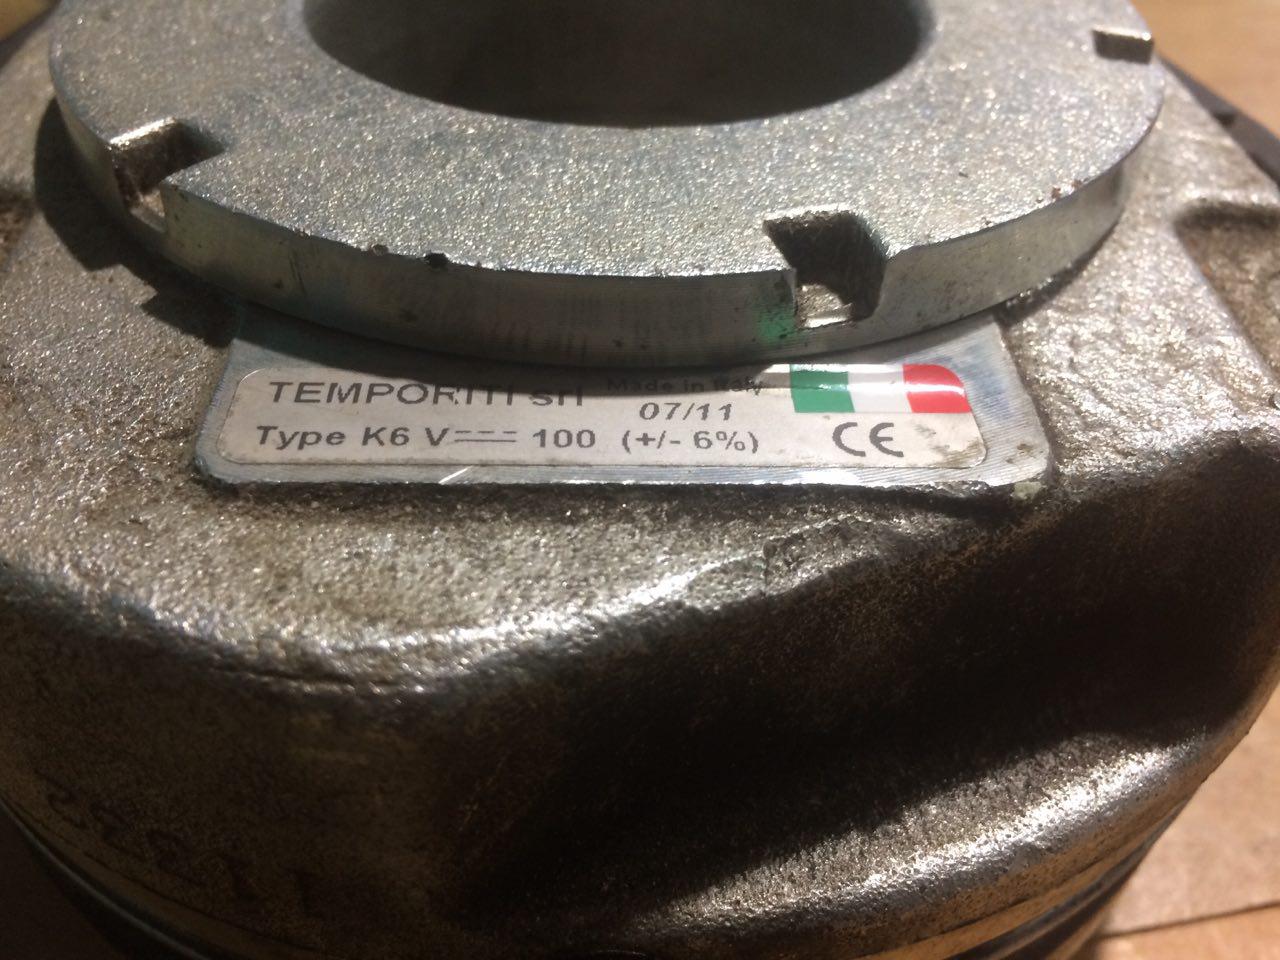 TEMPORITI srl Made in Italy
07/11
Type K6 V 100 (+/- 6%) CE